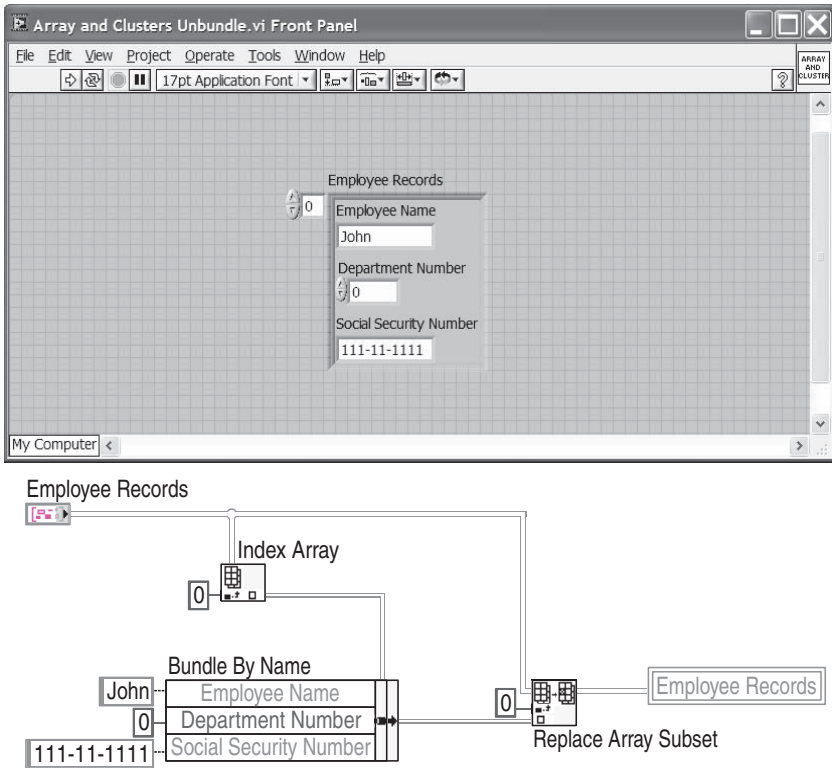 Array and Clusters Unbundle.vi Front Panel
File Edit View Project Operate Tools Window Help
17pt Application Font
ARRAY
AND
CLUSTER
Employee Records
0
Employee Name
John
Department Number
0
Social Security Number
111-11-1111
My Computer
Employee Records
Index Array
0
Bundle By Name
John
Employee Name
0
Department Number
111-11-1111
Social Security Number
0
Replace Array Subset
Employee Records